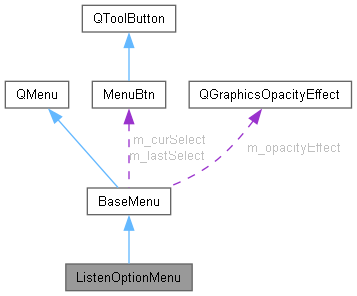 QToolButton
QMenu
MenuBtn
QGraphicsOpacityEffect
m_curSelect
m_lastSelect
m_opacityEffect
BaseMenu
ListenOptionMenu